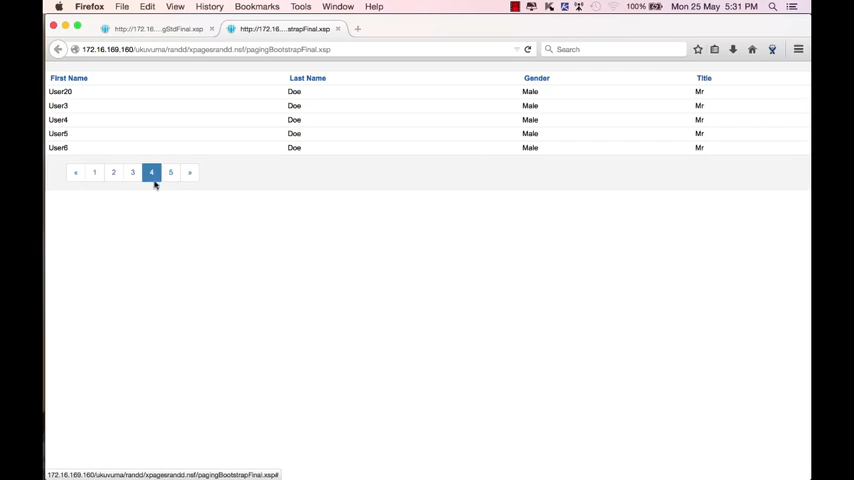 Firefox File Edit View History Bookmarks Tools Window Help 100% Mon 25 May 5:31 PM
http://172.16....gStdFinal.xsp × http://172.16....strapFinal.xsp × +
172.16.169.160/ukuvuma/randd/xpagesrandd.nsf/pagingBootstrapFinal.xsp Search
First Name Last Name Gender Title
User20 Doe Male Mr
User3 Doe Male Mr
User4 Doe Male Mr
User5 Doe Male Mr
User6 Doe Male Mr
« 1 2 3 4 5 »
172.16.169.160/ukuvuma/randd/xpagesrandd.nsf/pagingBootstrapFinal.xsp#